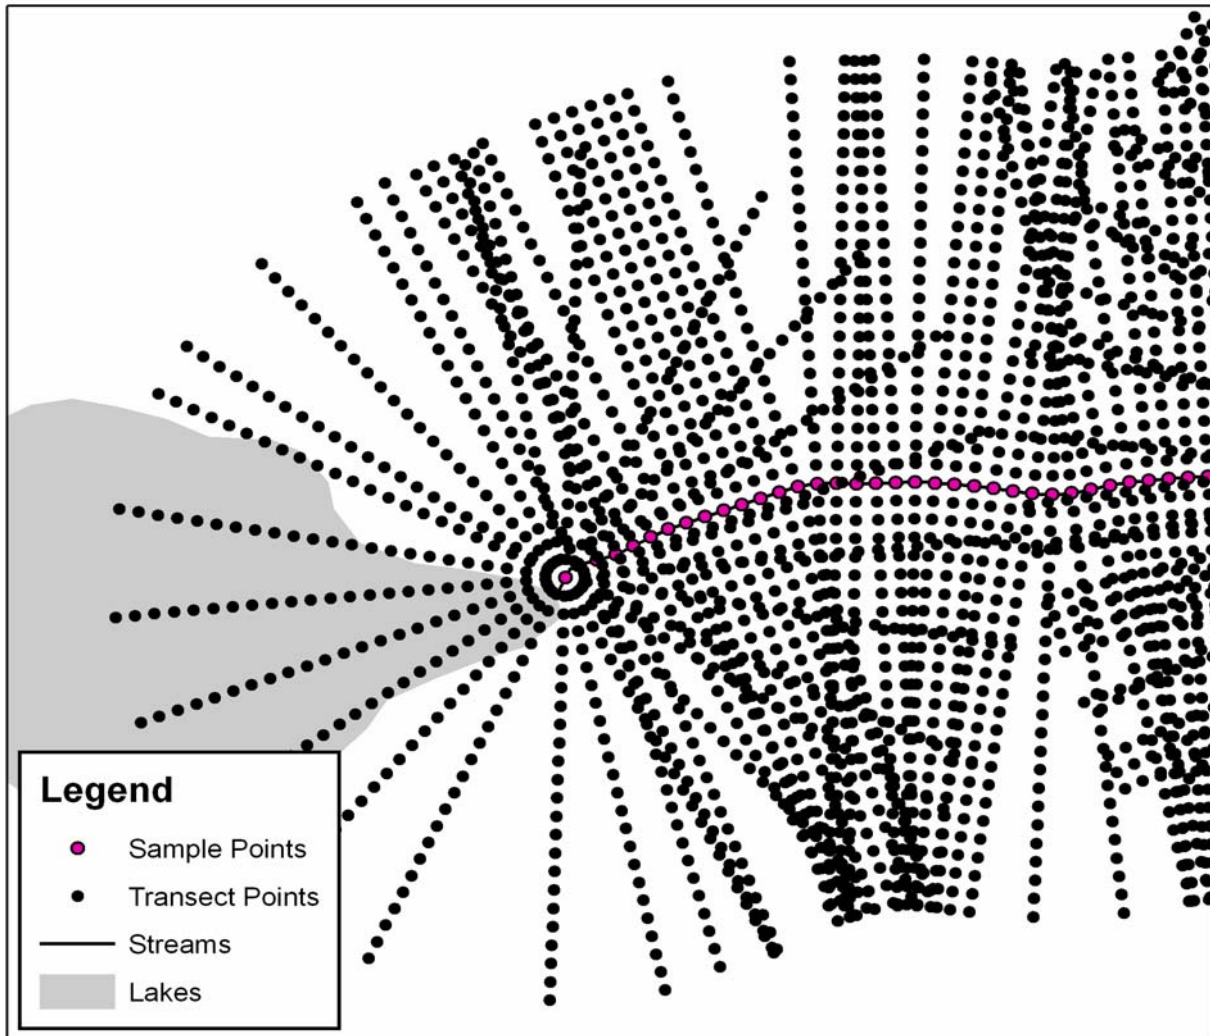 Legend
Sample Points
Transect Points
Streams
Lakes